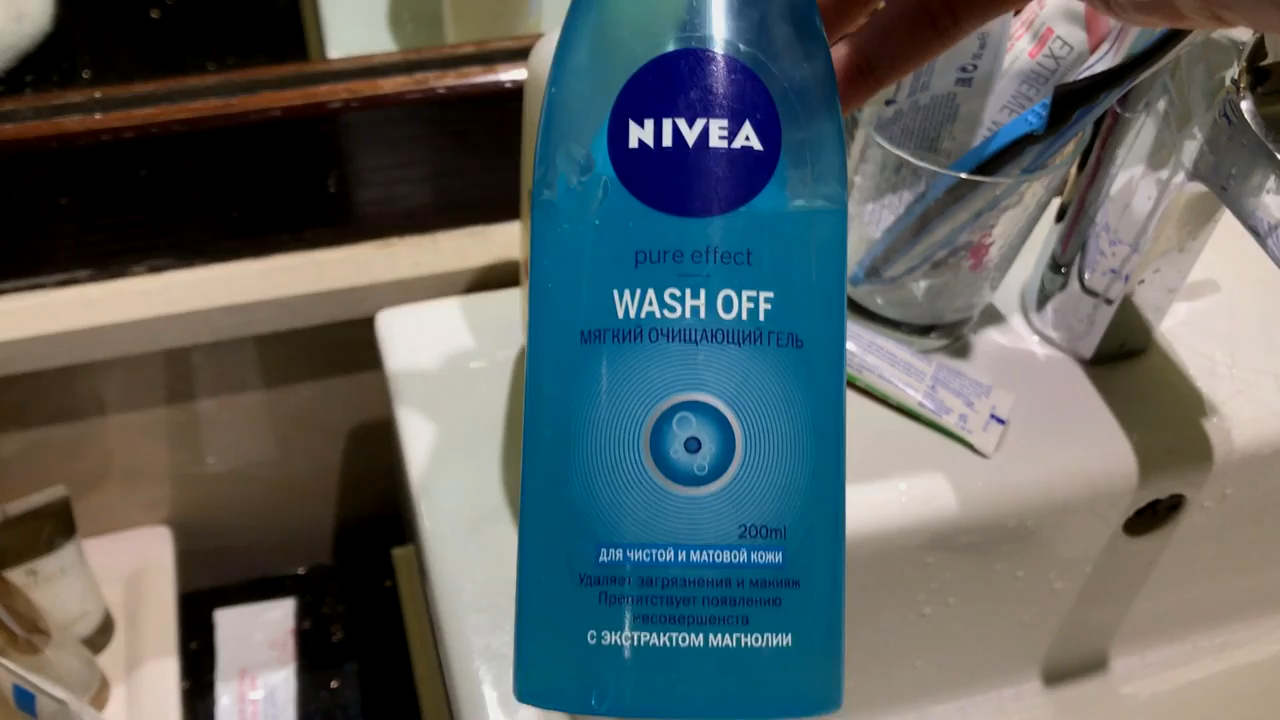 NIVEA
pure effect
WASH OFF
МЯГКИЙ ОЧИЩАЮЩИЙ ГЕЛЬ
200ml
ДЛЯ ЧИСТОЙ И МАТОВОЙ КОЖИ
Удаляет загрязнения и макияж
Препятствует появлению
несовершенств
С ЭКСТРАКТОМ МАГНОЛИИ
EXTREME